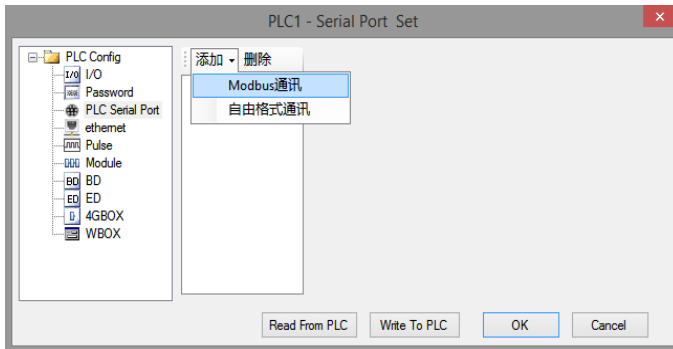 PLC1 - Serial Port Set
PLC Config
I/O I/O
Password
PLC Serial Port
ethernet
Pulse
Module
BD BD
ED ED
4GBOX
WBOX
添加 删除
Modbus通讯
自由格式通讯
Read From PLC Write To PLC OK Cancel